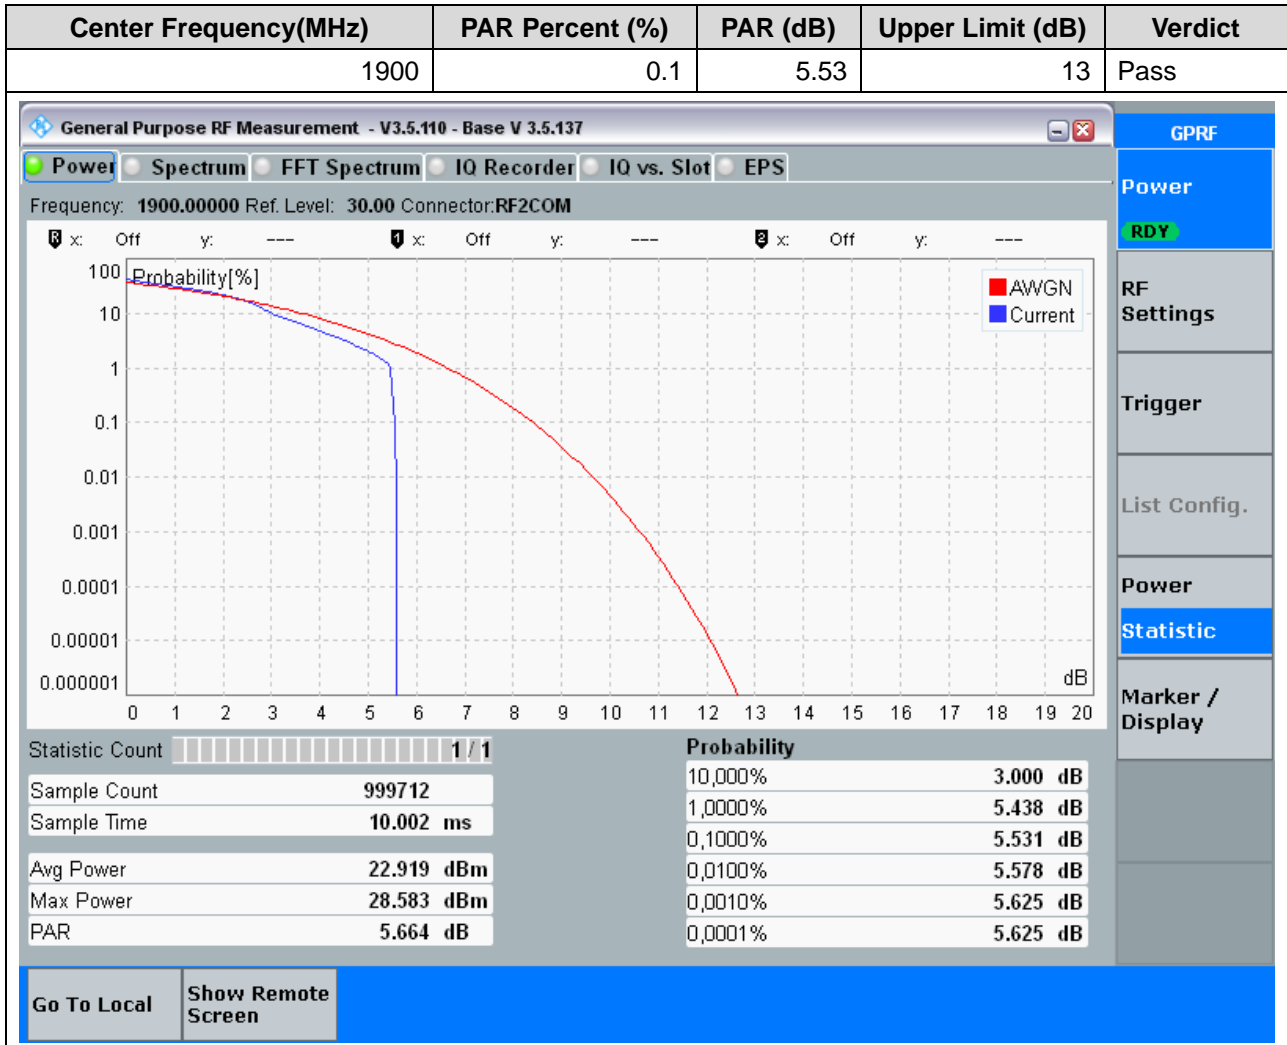 Center Frequency(MHz) PAR Percent (%) PAR (dB) Upper Limit (dB) Verdict
1900 0.1 5.53 13 Pass
General Purpose RF Measurement - V3.5.110 - Base V 3.5.137
GPRF
Power Spectrum FFT Spectrum IQ Recorder IQ vs. Slot EPS
Power
RDY
Frequency: 1900.00000 Ref. Level: 30.00 Connector:RF2COM
R x: Off y: --- 1 x: Off y: --- 2 x: Off y: ---
Probability[%]
100
10
1
0.1
0.01
0.001
0.0001
0.00001
0.000001
AWGN
Current
dB
0 1 2 3 4 5 6 7 8 9 10 11 12 13 14 15 16 17 18 19 20
RF
Settings
Trigger
List Config.
Power
Statistic
Marker /
Display
Statistic Count 1 / 1
Sample Count 999712
Sample Time 10.002 ms
Avg Power 22.919 dBm
Max Power 28.583 dBm
PAR 5.664 dB
Probability
10,000% 3.000 dB
1,0000% 5.438 dB
0,1000% 5.531 dB
0,0100% 5.578 dB
0,0010% 5.625 dB
0,0001% 5.625 dB
Go To Local
Show Remote
Screen